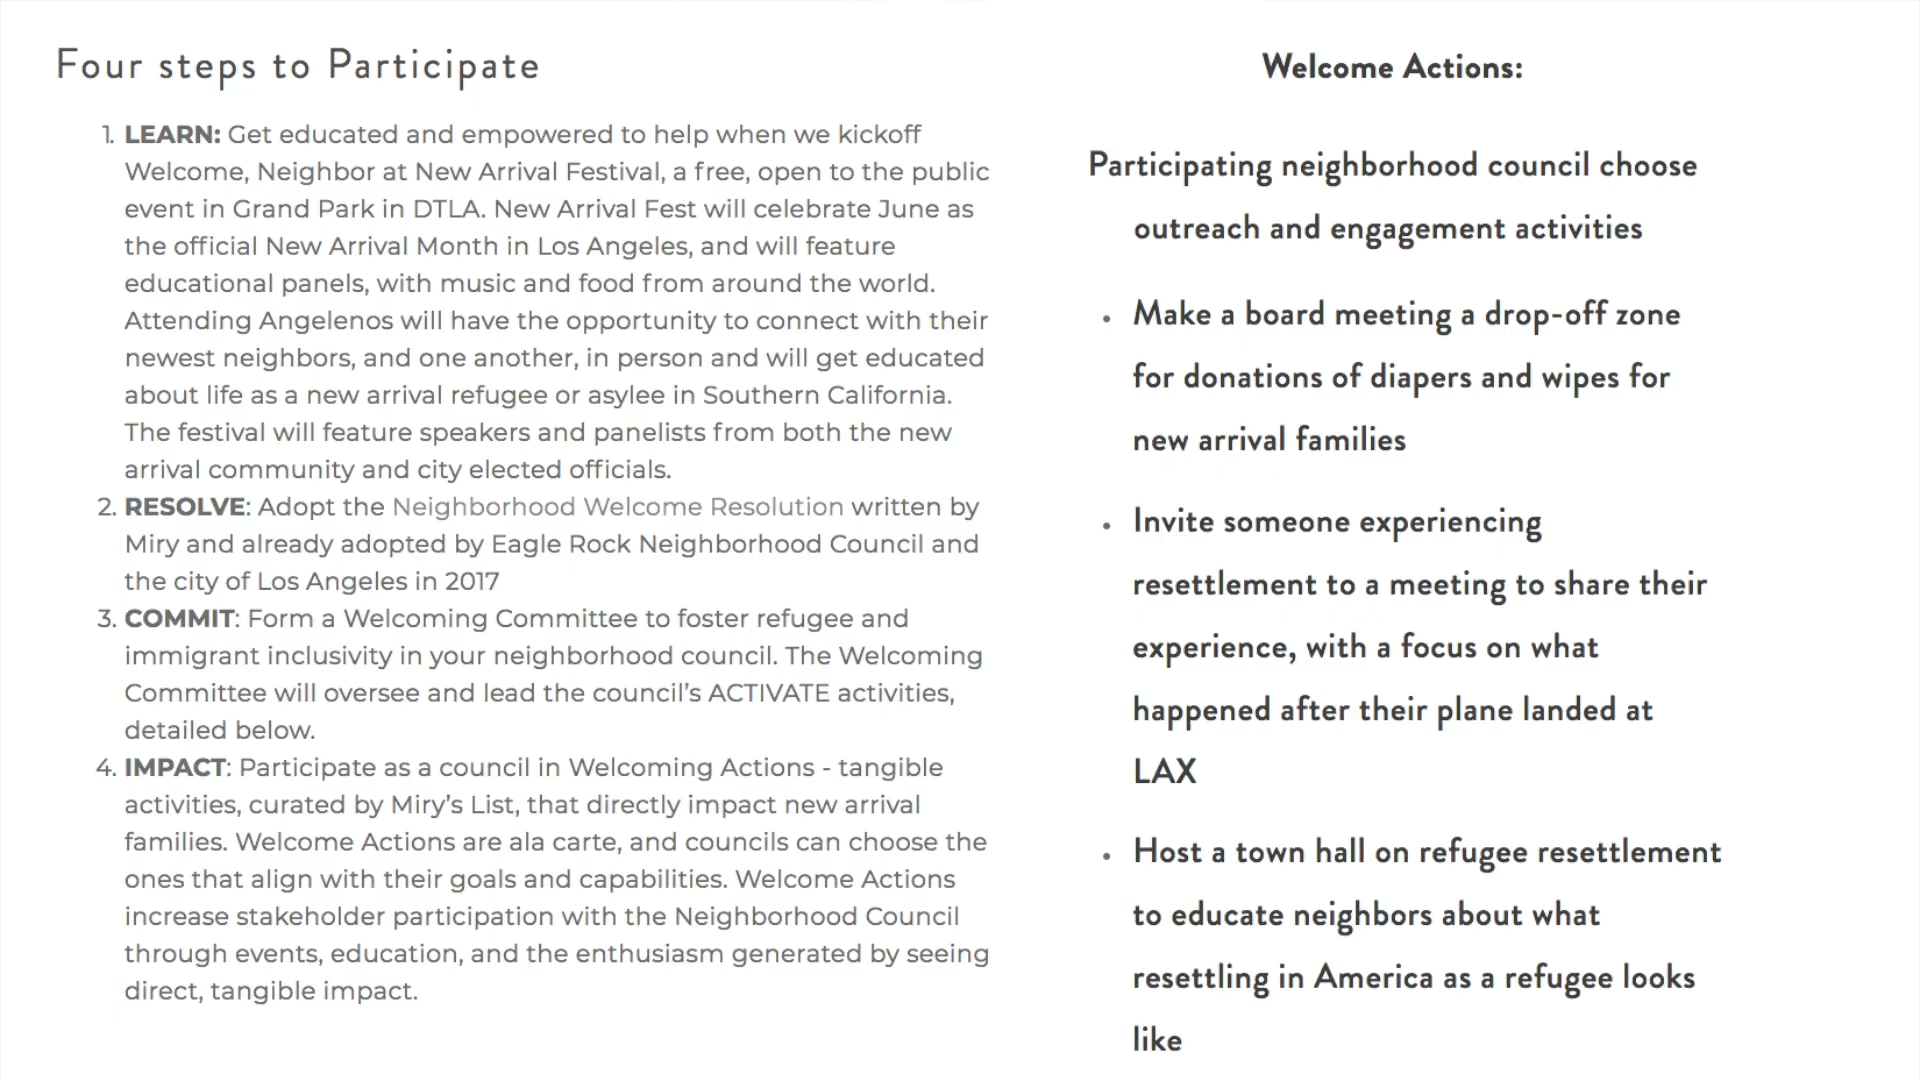 Four steps to Participate
1. LEARN: Get educated and empowered to help when we kickoff
Welcome, Neighbor at New Arrival Festival, a free, open to the public
event in Grand Park in DTLA. New Arrival Fest will celebrate June as
the official New Arrival Month in Los Angeles, and will feature
educational panels, with music and food from around the world.
Attending Angelenos will have the opportunity to connect with their
newest neighbors, and one another, in person and will get educated
about life as a new arrival refugee or asylee in Southern California.
The festival will feature speakers and panelists from both the new
arrival community and city elected officials.
2. RESOLVE: Adopt the Neighborhood Welcome Resolution written by
Miry and already adopted by Eagle Rock Neighborhood Council and
the city of Los Angeles in 2017
3. COMMIT: Form a Welcoming Committee to foster refugee and
immigrant inclusivity in your neighborhood council. The Welcoming
Committee will oversee and lead the council's ACTIVATE activities,
detailed below.
4. IMPACT: Participate as a council in Welcoming Actions - tangible
activities, curated by Miry's List, that directly impact new arrival
families. Welcome Actions are ala carte, and councils can choose the
ones that align with their goals and capabilities. Welcome Actions
increase stakeholder participation with the Neighborhood Council
through events, education, and the enthusiasm generated by seeing
direct, tangible impact.
Welcome Actions:
Participating neighborhood council choose
outreach and engagement activities
• Make a board meeting a drop-off zone
for donations of diapers and wipes for
new arrival families
• Invite someone experiencing
resettlement to a meeting to share their
experience, with a focus on what
happened after their plane landed at
LAX
• Host a town hall on refugee resettlement
to educate neighbors about what
resettling in America as a refugee looks
like